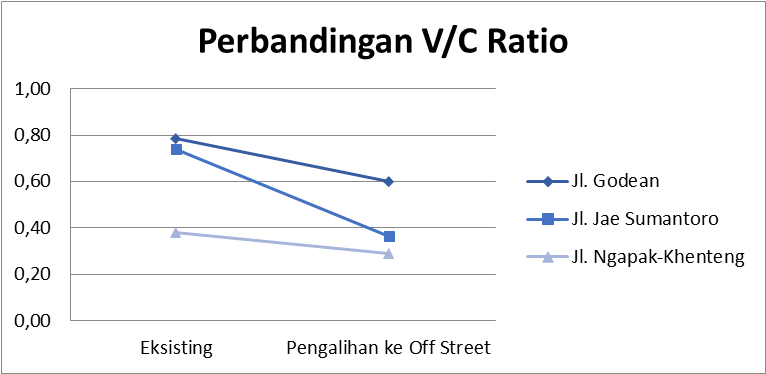 Perbandingan V/C Ratio
1,00
0,80
0,60
0,40
0,20
0,00
Eksisting
Pengalihan ke Off Street
Jl. Godean
Jl. Jae Sumantoro
Jl. Ngapak-Khenteng